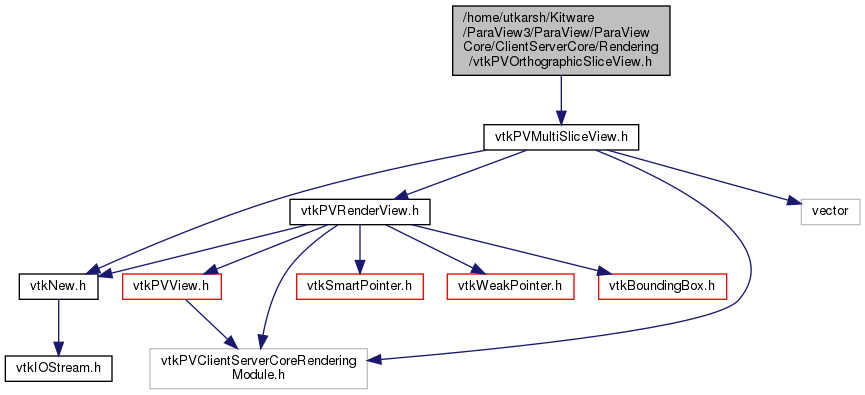 /home/utkarsh/Kitware
/ParaView3/ParaView/ParaView
Core/ClientServerCore/Rendering
/vtkPVOrthographicSliceView.h
vtkPVMultiSliceView.h
vtkPVRenderView.h
vector
vtkNew.h
vtkPVView.h
vtkSmartPointer.h
vtkWeakPointer.h
vtkBoundingBox.h
vtkIOStream.h
vtkPVClientServerCoreRendering
Module.h